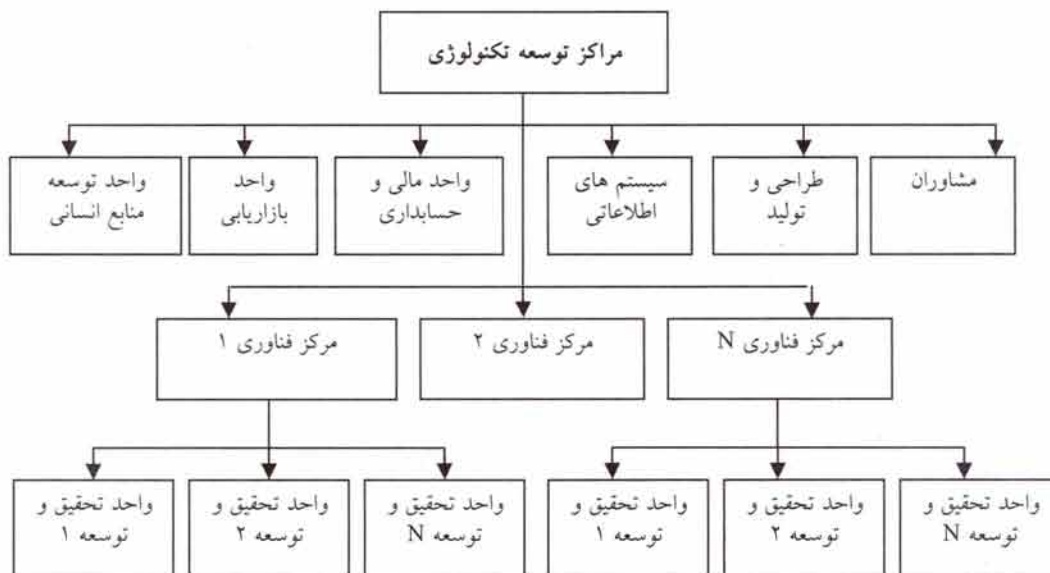 مراکز توسعه تکنولوژی
مشاوران
طراحی و
تولید
سیستم های
اطلاعاتی
واحد مالی و
حسابداری
واحد
بازاریابی
واحد توسعه
منابع انسانی
مرکز فناوری N
مرکز فناوری ۲
مرکز فناوری ۱
واحد تحقیق و
توسعه N
واحد تحقیق و
توسعه ۲
واحد تحقیق و
توسعه ۱
واحد تحقیق و
توسعه N
واحد تحقیق و
توسعه ۲
واحد تحقیق و
توسعه ۱